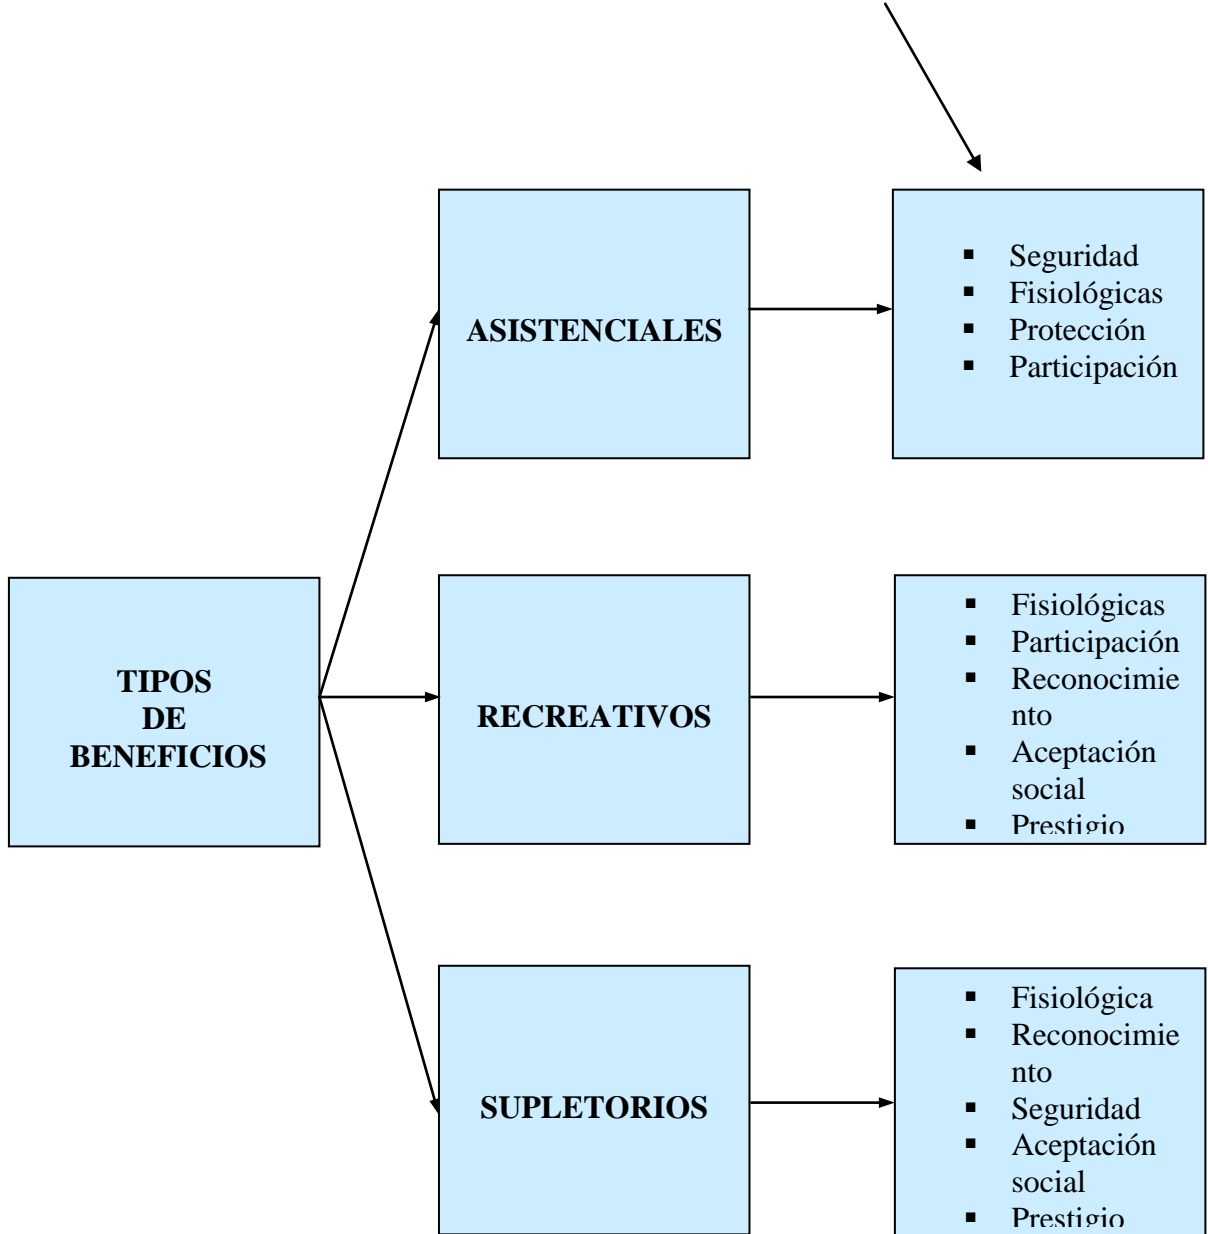 ASISTENCIALES
▪ Seguridad
▪ Fisiológicas
▪ Protección
▪ Participación
TIPOS
DE
BENEFICIOS
RECREATIVOS
▪ Fisiológicas
▪ Participación
▪ Reconocimie
nto
▪ Aceptación
social
▪ Prestigio
SUPLETORIOS
▪ Fisiológica
▪ Reconocimie
nto
▪ Seguridad
▪ Aceptación
social
▪ Prestigio